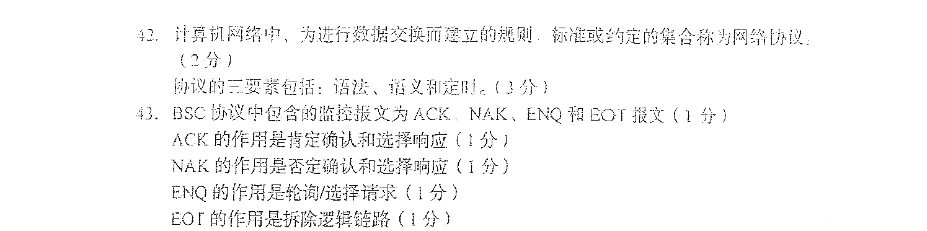 42. 计算机网络中、为进行数据交换而建立的规则、标准或约定的集合称为网络协议。
（2分）
协议的三要素包括：语法、语义和定时。（3分）
43. BSC协议中包含的监控报文为ACK、NAK、ENQ和EOT报文（1分）
ACK的作用是肯定确认和选择响应（1分）
NAK的作用是否定确认和选择响应（1分）
ENQ的作用是轮询/选择请求（1分）
EOT的作用是拆除逻辑链路（1分）